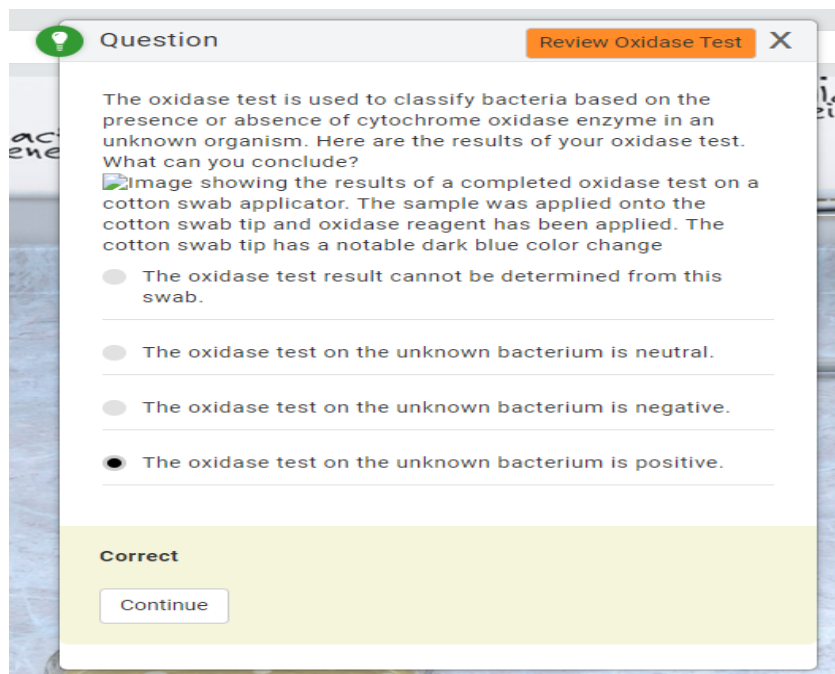 Question
Review Oxidase Test
X
The oxidase test is used to classify bacteria based on the
presence or absence of cytochrome oxidase enzyme in an
unknown organism. Here are the results of your oxidase test.
What can you conclude?
Image showing the results of a completed oxidase test on a
cotton swab applicator. The sample was applied onto the
cotton swab tip and oxidase reagent has been applied. The
cotton swab tip has a notable dark blue color change
The oxidase test result cannot be determined from this
swab.
The oxidase test on the unknown bacterium is neutral.
The oxidase test on the unknown bacterium is negative.
The oxidase test on the unknown bacterium is positive.
Correct
Continue